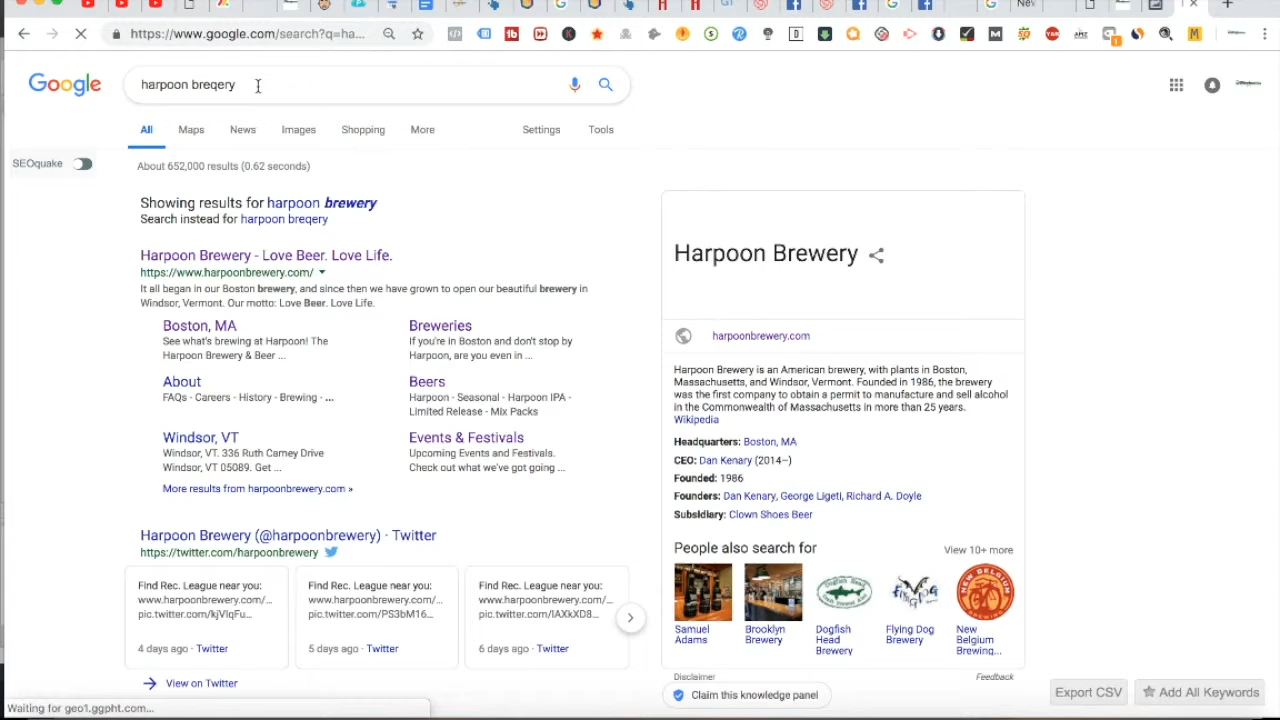 https://www.google.com/search?q=ha...
Google
harpoon breqery
All
Maps
News
Images
Shopping
More
Settings
Tools
SEOquake
About 652,000 results (0.62 seconds)
Showing results for harpoon brewery
Search instead for harpoon breqery
Harpoon Brewery - Love Beer. Love Life.
https://www.harpoonbrewery.com/
It all began in our Boston brewery, and since then we have grown to open our beautiful brewery in
Windsor, Vermont. Our motto: Love Beer. Love Life.
Boston, MA
See what's brewing at Harpoon! The
Harpoon Brewery & Beer ...
Breweries
If you're in Boston and don't stop by
Harpoon, are you even in ...
About
FAQs - Careers - History - Brewing - ...
Beers
Harpoon - Seasonal - Harpoon IPA -
Limited Release - Mix Packs
Windsor, VT
Windsor, VT. 336 Ruth Carney Drive
Windsor, VT 05089. Get ...
Events & Festivals
Upcoming Events and Festivals.
Check out what we've got going ...
More results from harpoonbrewery.com »
Harpoon Brewery (@harpoonbrewery) · Twitter
https://twitter.com/harpoonbrewery
Find Rec. League near you:
www.harpoonbrewery.com/...
4 days ago · Twitter
Find Rec. League near you:
www.harpoonbrewery.com/...
pic.twitter.com/PS3bM16...
5 days ago · Twitter
Find Rec. League near you:
www.harpoonbrewery.com/...
6 days ago · Twitter
View on Twitter
Harpoon Brewery
harpoonbrewery.com
Harpoon Brewery is an American brewery, with plants in Boston,
Massachusetts, and Windsor, Vermont. Founded in 1986, the brewery
was the first company to obtain a permit to manufacture and sell alcohol
in the Commonwealth of Massachusetts in more than 25 years.
Wikipedia
Headquarters: Boston, MA
CEO: Dan Kenary (2014–)
Founded: 1986
Founders: Dan Kenary, George Ligeti, Richard A. Doyle
Subsidiary: Clown Shoes Beer
People also search for
View 10+ more
Samuel
Adams
Brooklyn
Brewery
Dogfish
Head
Brewery
Flying Dog
Brewery
New
Belgium
Brewing...
Disclaimer
Feedback
Claim this knowledge panel
Export CSV
Add All Keywords
Waiting for geo1.ggpht.com...